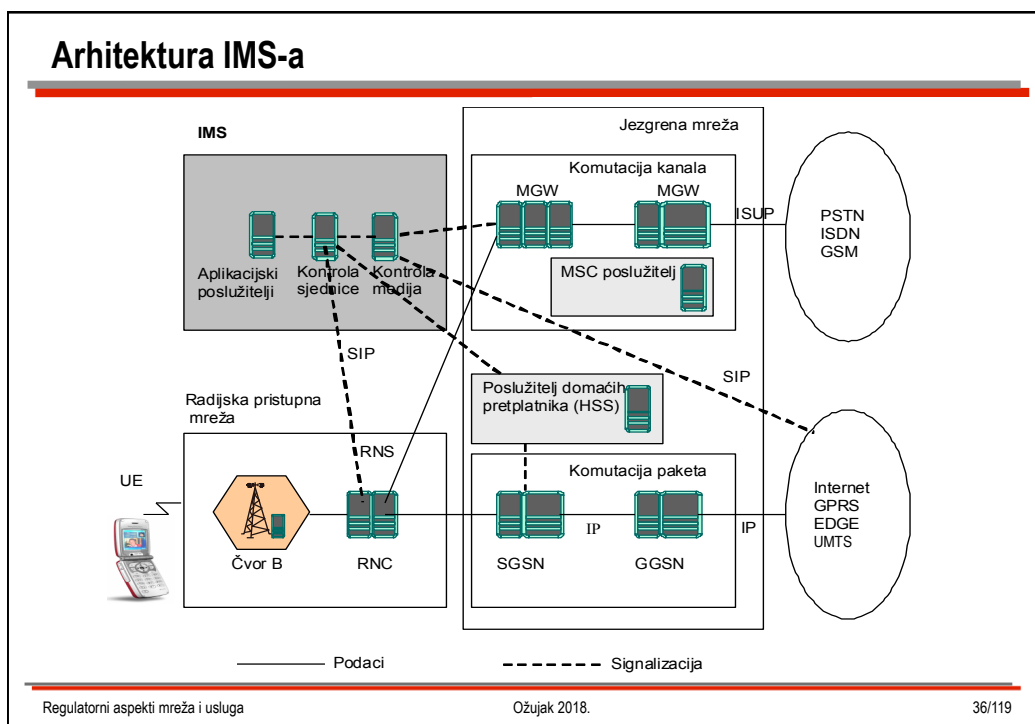 Arhitektura IMS-a
IMS
Aplikacijski
poslužitelji
Kontrola
sjednice
Kontrola
medija
Jezgrena mreža
Komutacija kanala
MGW
MGW
ISUP
MSC poslužitelj
PSTN
ISDN
GSM
SIP
SIP
Poslužitelj domaćih
pretplatnika (HSS)
Radijska pristupna
mreža
RNS
UE
Čvor B
RNC
Komutacija paketa
SGSN
IP
GGSN
IP
Internet
GPRS
EDGE
UMTS
Podaci
Signalizacija
Regulatorni aspekti mreža i usluga
Ožujak 2018.
36/119